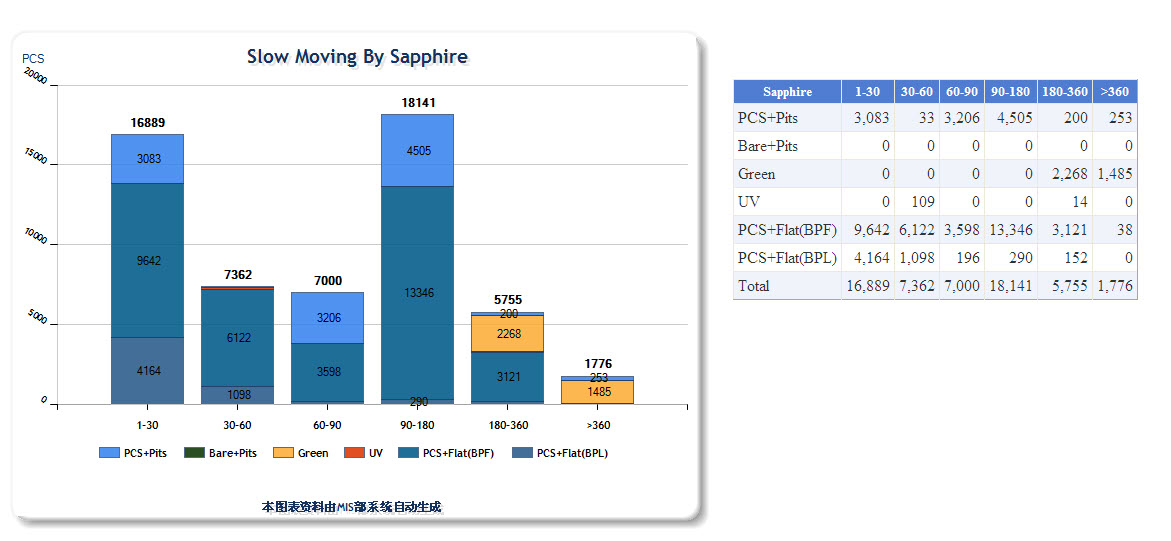 Slow Moving By Sapphire
PCS
20000
15000
10000
5000
0
16889
3083
9642
4164
7362
6122
1098
7000
3206
3598
18141
4505
13346
290
5755
200
2268
3121
1776
253
1485
1-30 30-60 60-90 90-180 180-360 >360
PCS+Pits Bare+Pits Green UV PCS+Flat(BPF) PCS+Flat(BPL)
本图表资料由MIS部系统自动生成
Sapphire 1-30 30-60 60-90 90-180 180-360 >360
PCS+Pits 3,083 33 3,206 4,505 200 253
Bare+Pits 0 0 0 0 0 0
Green 0 0 0 0 2,268 1,485
UV 0 109 0 0 14 0
PCS+Flat(BPF) 9,642 6,122 3,598 13,346 3,121 38
PCS+Flat(BPL) 4,164 1,098 196 290 152 0
Total 16,889 7,362 7,000 18,141 5,755 1,776